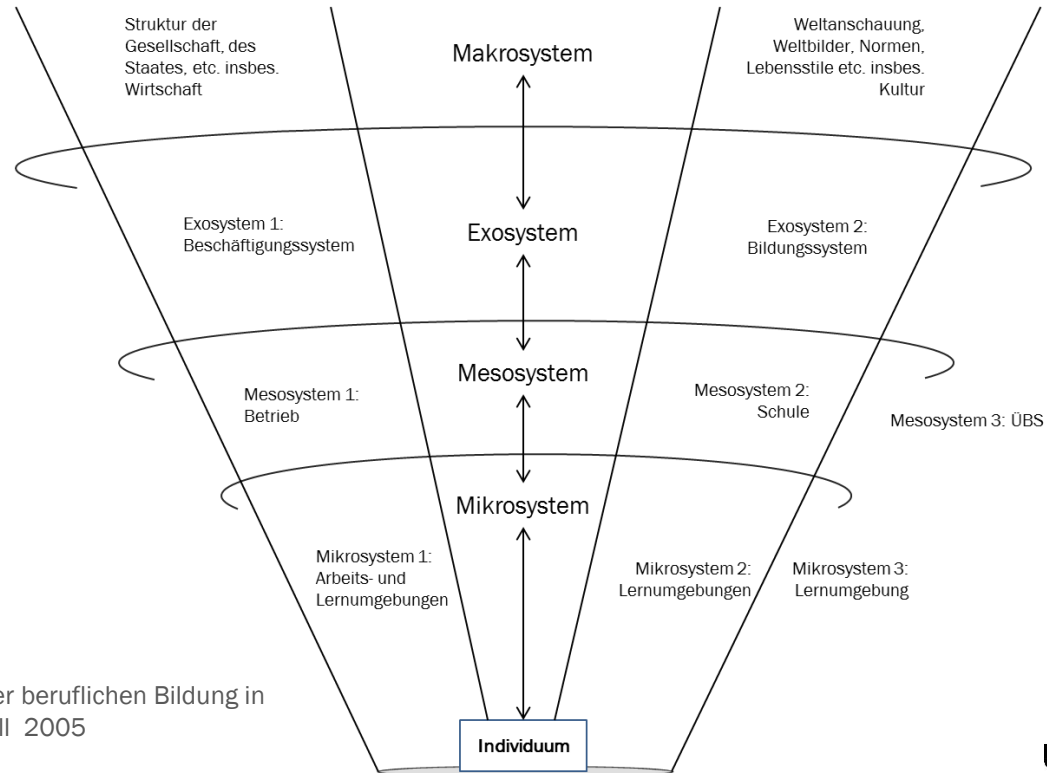 Struktur der
Gesellschaft, des
Staates, etc. insbes.
Wirtschaft
Makrosystem
Weltanschauung,
Weltbilder, Normen,
Lebensstile etc. insbes.
Kultur
Exosystem 1:
Beschäftigungssystem
Exosystem
Exosystem 2:
Bildungssystem
Mesosystem 1:
Betrieb
Mesosystem
Mesosystem 2:
Schule
Mesosystem 3: ÜBS
Mikrosystem
Mikrosystem 1:
Arbeits- und
Lernumgebungen
Mikrosystem 2:
Lernumgebungen
Mikrosystem 3:
Lernumgebung
er beruflichen Bildung in
ll 2005
Individuum